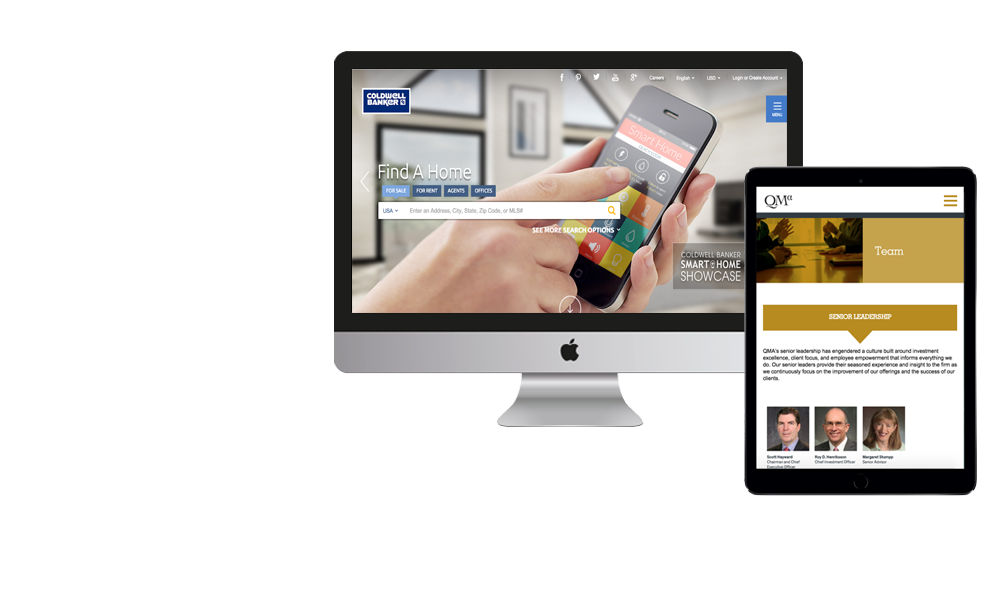 Careers
English
USD
Login or Create Account
COLDWELL
BANKER
MENU
Smart Home
Find A Home
FOR SALE
FOR RENT
AGENTS
OFFICES
USA
Enter an Address, City, State, Zip Code, or MLS#
SEE MORE SEARCH OPTIONS
COLDWELL BANKER
SMART HOME
SHOWCASE
QMα
Team
SENIOR LEADERSHIP
QMA's senior leadership has engendered a culture built around investment
excellence, client focus, and employee empowerment that informs everything we
do. Our senior leaders provide their seasoned experience and insight to the firm as
we continuously focus on the improvement of our offerings and the success of our
clients.
Scott Hayward
Chairman and Chief
Executive Officer
Roy D. Henriksson
Chief Investment Officer
Margaret Stumpp
Senior Advisor